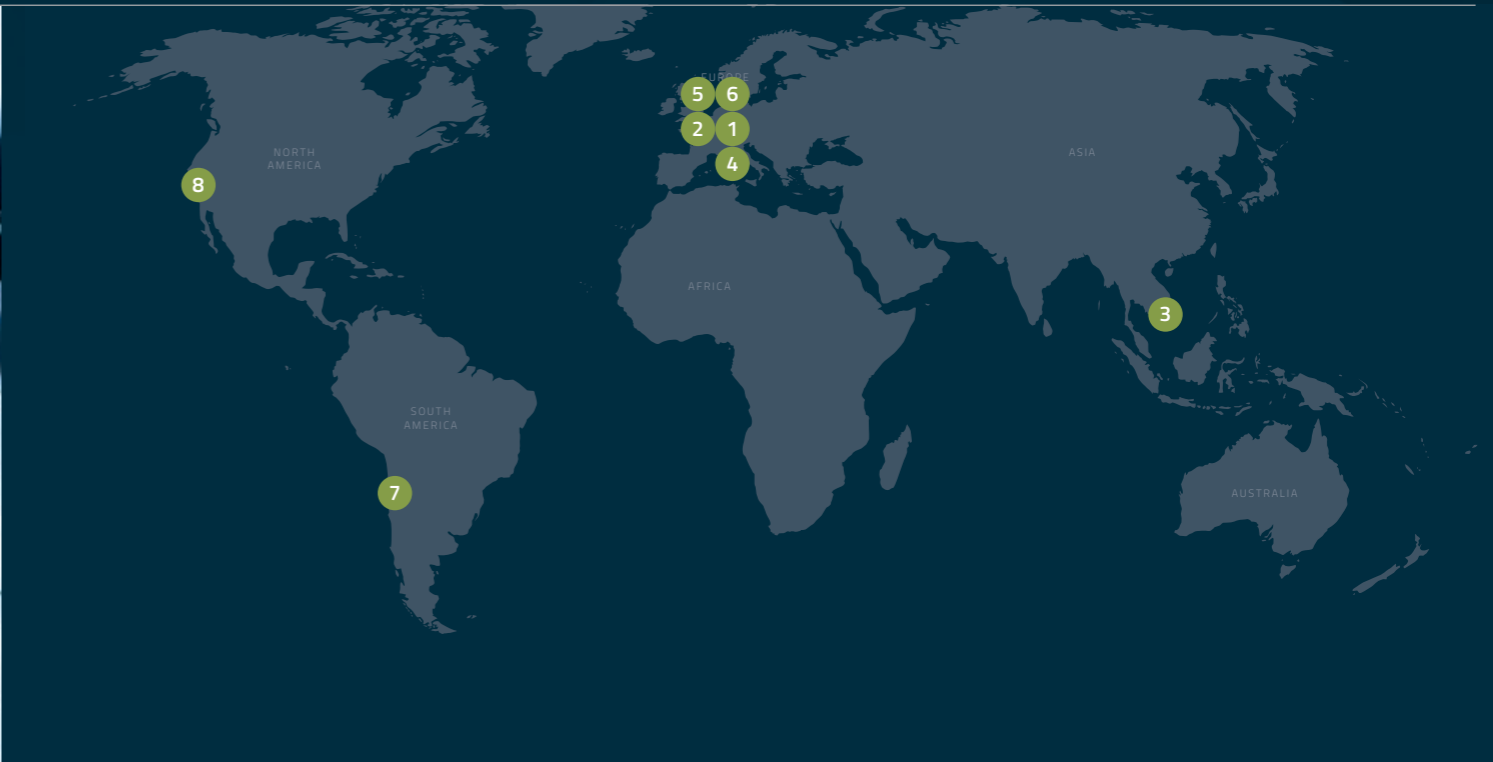 EUROPE
5 6
2 1
4
NORTH
AMERICA
ASIA
8
AFRICA
3
SOUTH
AMERICA
7
AUSTRALIA